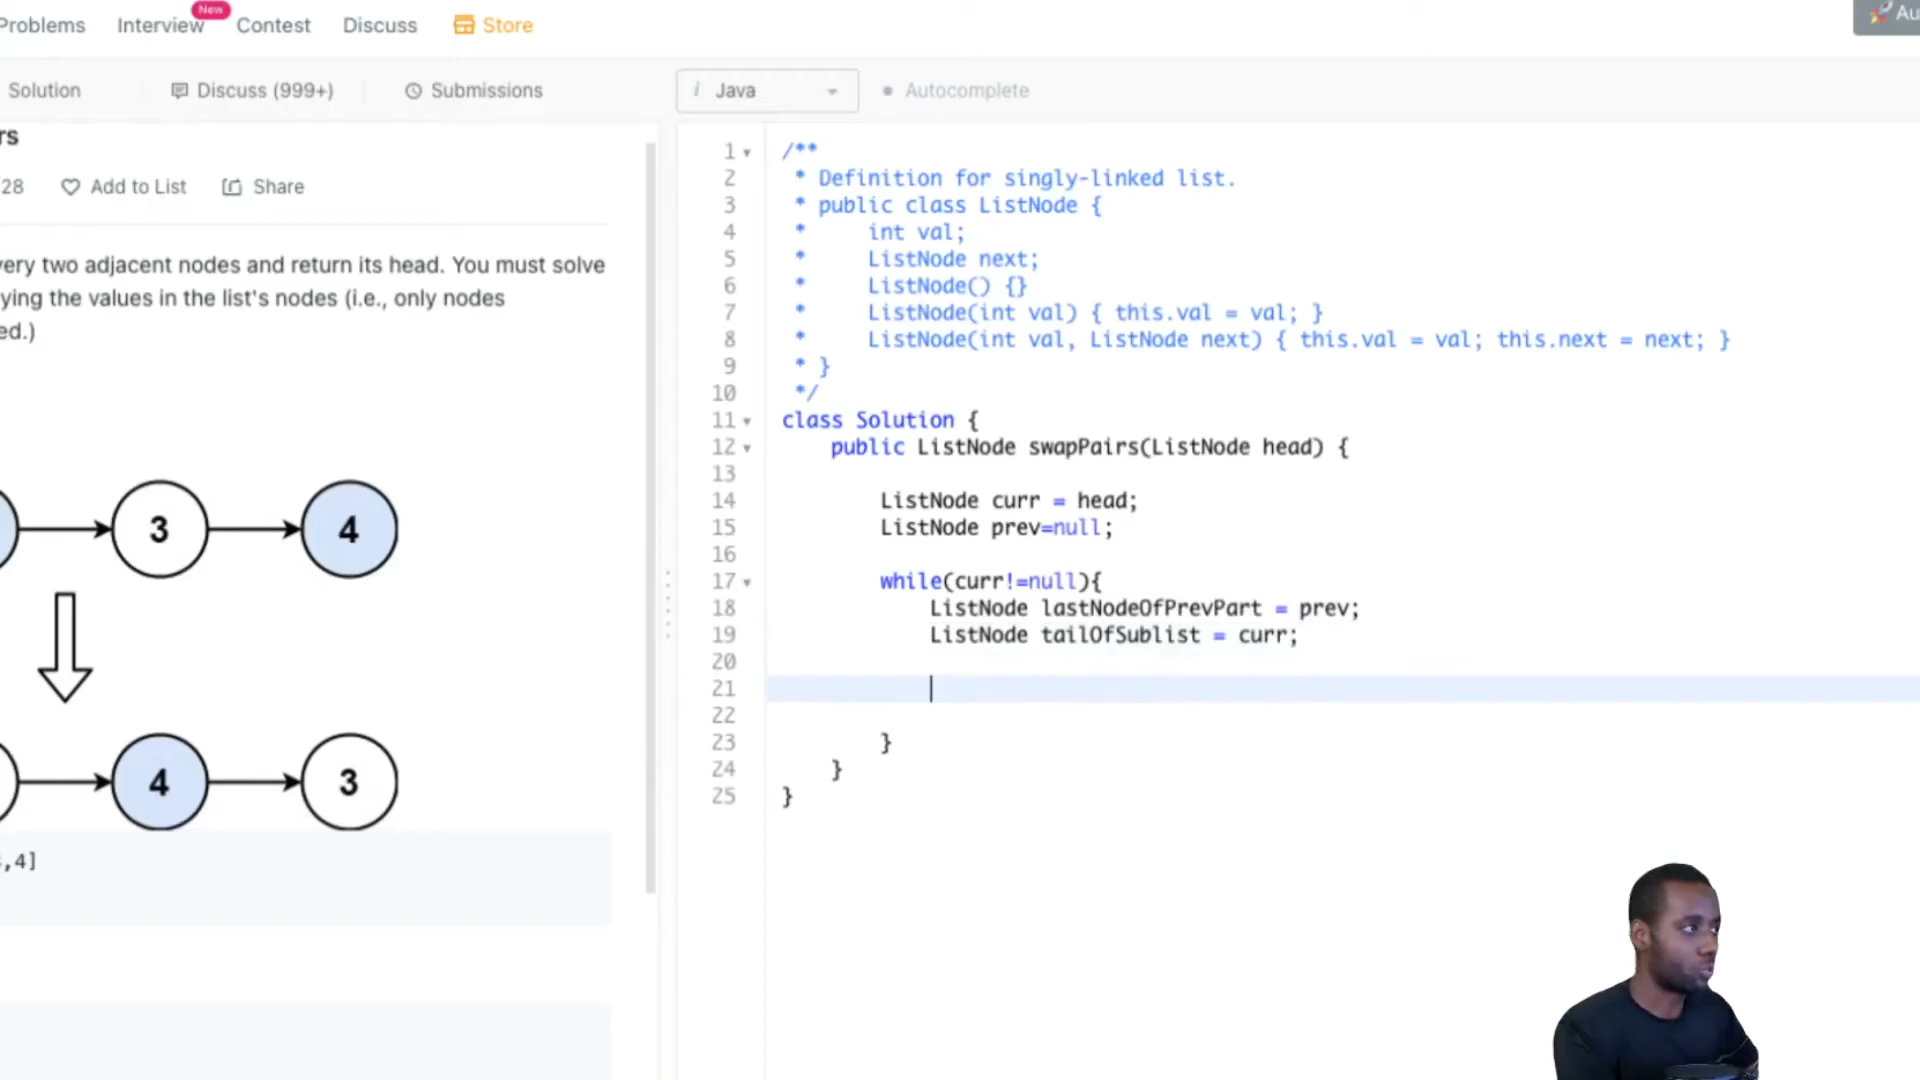 Problems
Interview
New
Contest
Discuss
Store
Solution
Discuss (999+)
Submissions
Java
Autocomplete
28
Add to List
Share
very two adjacent nodes and return its head. You must solve
ying the values in the list's nodes (i.e., only nodes
ed.)
3
4
4
3
,4]
1 /**
2 * Definition for singly-linked list.
3 * public class ListNode {
4 * int val;
5 * ListNode next;
6 * ListNode() {}
7 * ListNode(int val) { this.val = val; }
8 * ListNode(int val, ListNode next) { this.val = val; this.next = next; }
9 * }
10 */
11 class Solution {
12 public ListNode swapPairs(ListNode head) {
13
14 ListNode curr = head;
15 ListNode prev=null;
16
17 while(curr!=null){
18 ListNode lastNodeOfPrevPart = prev;
19 ListNode tailOfSublist = curr;
20
21
22
23 }
24 }
25 }